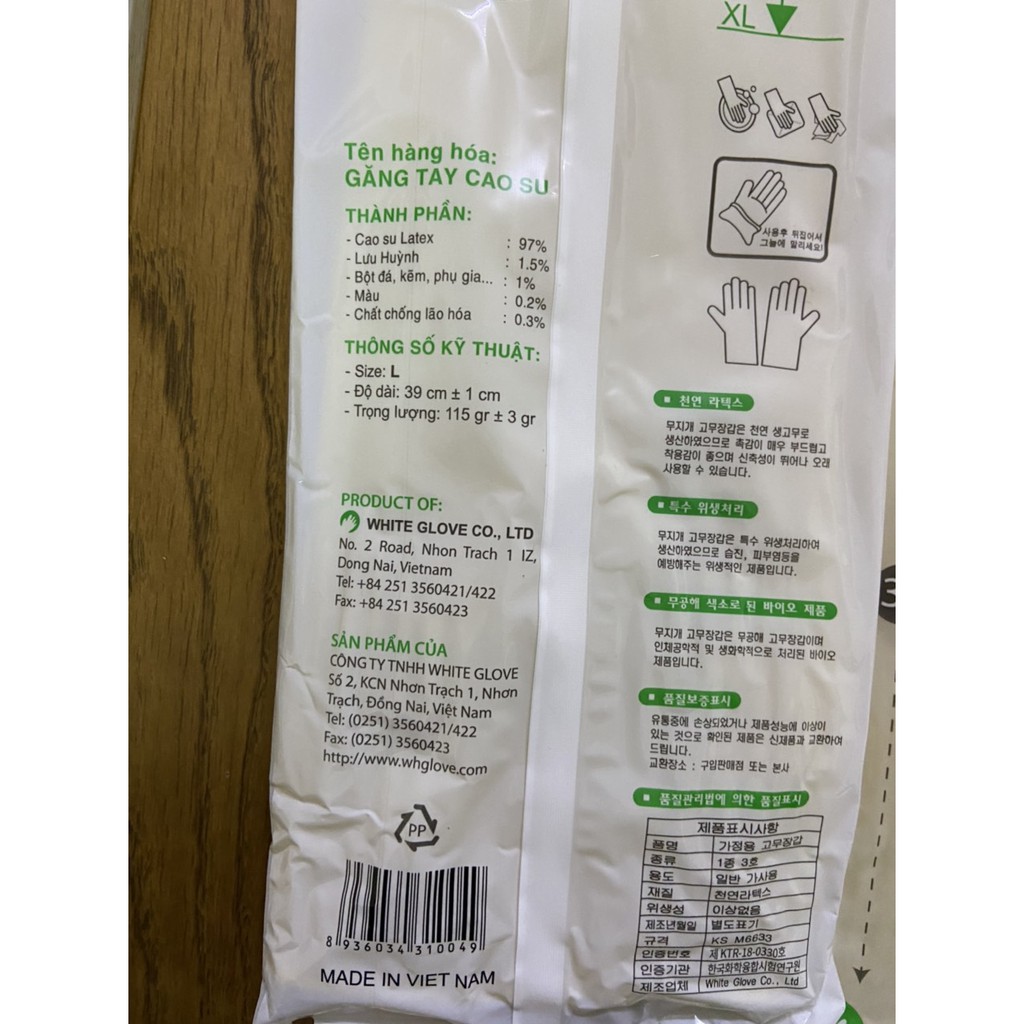 XL
Tên hàng hóa:
GĂNG TAY CAO SU
THÀNH PHẦN:
- Cao su Latex : 97%
- Lưu Huỳnh : 1.5%
- Bột đá, kẽm, phụ gia... : 1%
- Màu : 0.2%
- Chất chống lão hóa : 0.3%
THÔNG SỐ KỸ THUẬT:
- Size: L
- Độ dài: 39 cm ± 1 cm
- Trọng lượng: 115 gr ± 3 gr
PRODUCT OF:
WHITE GLOVE CO., LTD
No. 2 Road, Nhon Trach 1 IZ,
Dong Nai, Vietnam
Tel: +84 251 3560421/422
Fax: +84 251 3560423
SẢN PHẨM CỦA
CÔNG TY TNHH WHITE GLOVE
Số 2, KCN Nhơn Trạch 1, Nhơn
Trạch, Đồng Nai, Việt Nam
Tel: (0251) 3560421/422
Fax: (0251) 3560423
http://www.whglove.com
PP
8 936034 310049
MADE IN VIET NAM
사용후 뒤집어서
그늘에 말리세요!
천연 라텍스
무지개 고무장갑은 천연 생고무로
생산하였으므로 촉감이 매우 부드럽고
착용감이 좋으며 신축성이 뛰어나 오래
사용할 수 있습니다.
특수 위생처리
무지개 고무장갑은 특수 위생처리하여
생산하였으므로 습진, 피부염등을
예방해주는 위생적인 제품입니다.
무공해 색소로 된 바이오 제품
무지개 고무장갑은 무공해 고무장갑이며
인체공학적 및 생화학적으로 처리된 바이오
제품입니다.
품질보증표시
유통중에 손상되었거나 제품성능에 이상이
있는 것으로 확인된 제품은 신제품과 교환하여
드립니다.
교환장소 : 구입판매점 또는 본사
품질관리법에 의한 품질표시
제품표시사항
품명 가정용 고무장갑
종류 1종 3호
용도 일반 가사용
재질 천연라텍스
위생성 이상없음
제조년월일 별도표기
규격 KS M6633
인증번호 제 KTR-18-0330호
인증기관 한국화학융합시험연구원
제조업체 White Glove Co., Ltd
3